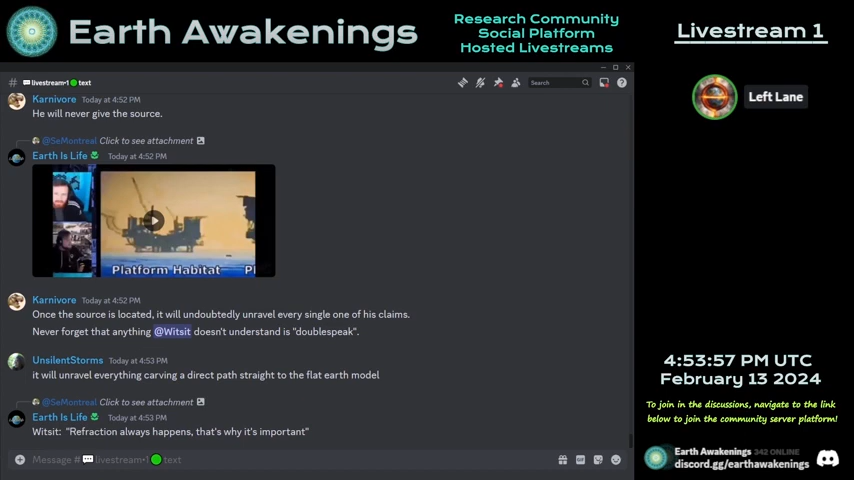 Earth Awakenings
Research Community
Social Platform
Hosted Livestreams
Livestream 1
# livestream•1 text
Search
Left Lane
Karnivore Today at 4:52 PM
He will never give the source.
@SeMontreal Click to see attachment
Earth Is Life Today at 4:52 PM
Platform Habitat
Karnivore Today at 4:52 PM
Once the source is located, it will undoubtedly unravel every single one of his claims.
Never forget that anything @Witsit doesn't understand is "doublespeak".
UnsilentStorms Today at 4:53 PM
it will unravel everything carving a direct path straight to the flat earth model
@SeMontreal Click to see attachment
Earth Is Life Today at 4:53 PM
Witsit: "Refraction always happens, that's why it's important"
Message # livestream•1 text
GIF
4:53:57 PM UTC
February 13 2024
To join in the discussions, navigate to the link
below to join the community server platform!
Earth Awakenings 342 ONLINE
discord.gg/earthawakenings